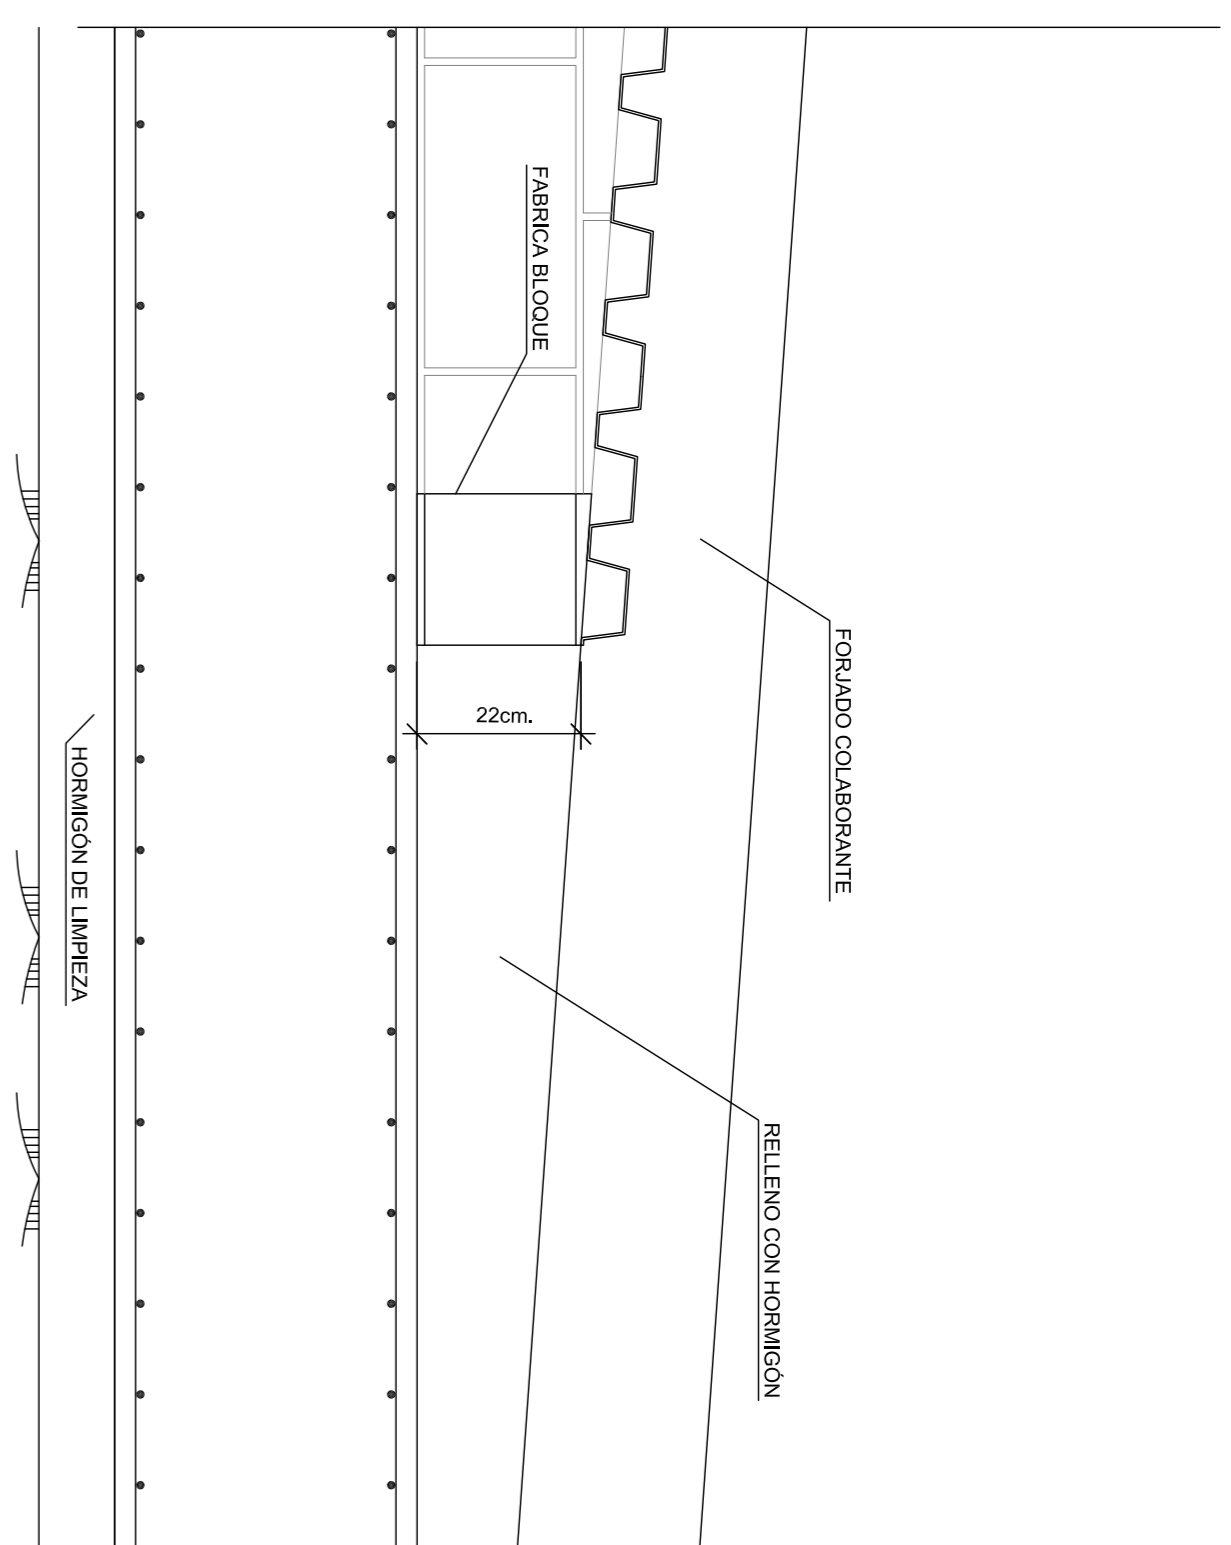 FABRICA BLOQUE
FORJADO COLABORANTE
22cm.
HORMIGÓN DE LIMPIEZA
RELLENO CON HORMIGÓN